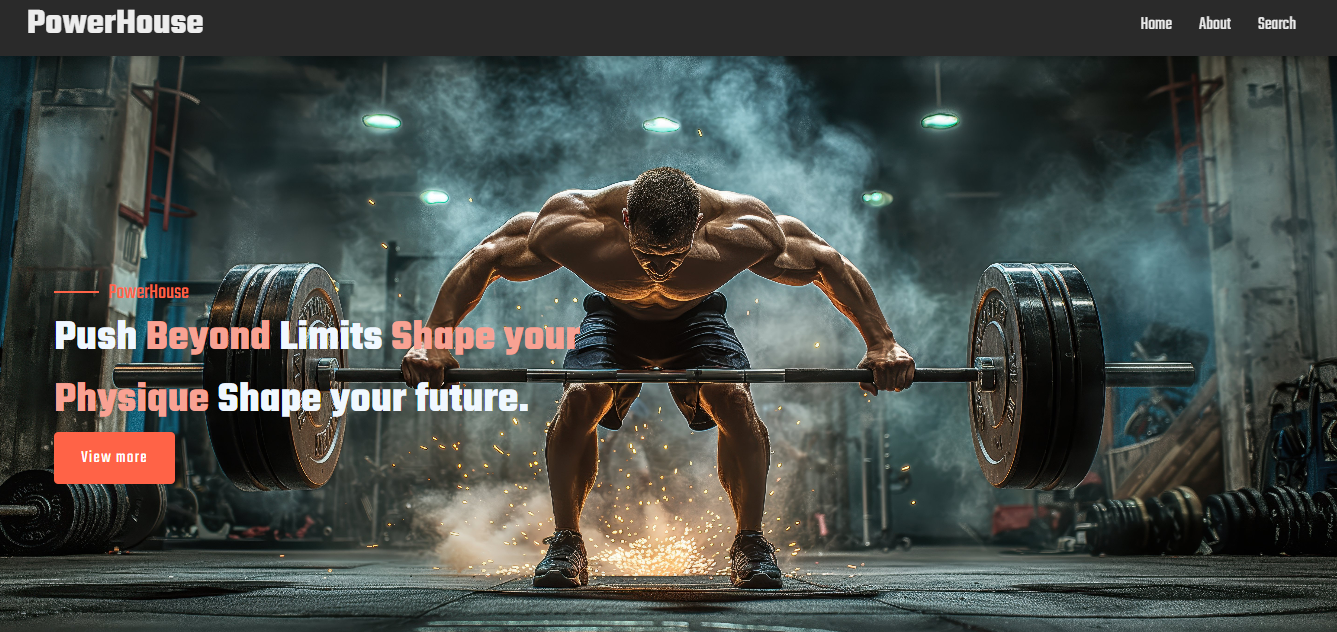 PowerHouse
Home About Search
PowerHouse
Push Beyond Limits Shape your
Physique Shape your future.
View more